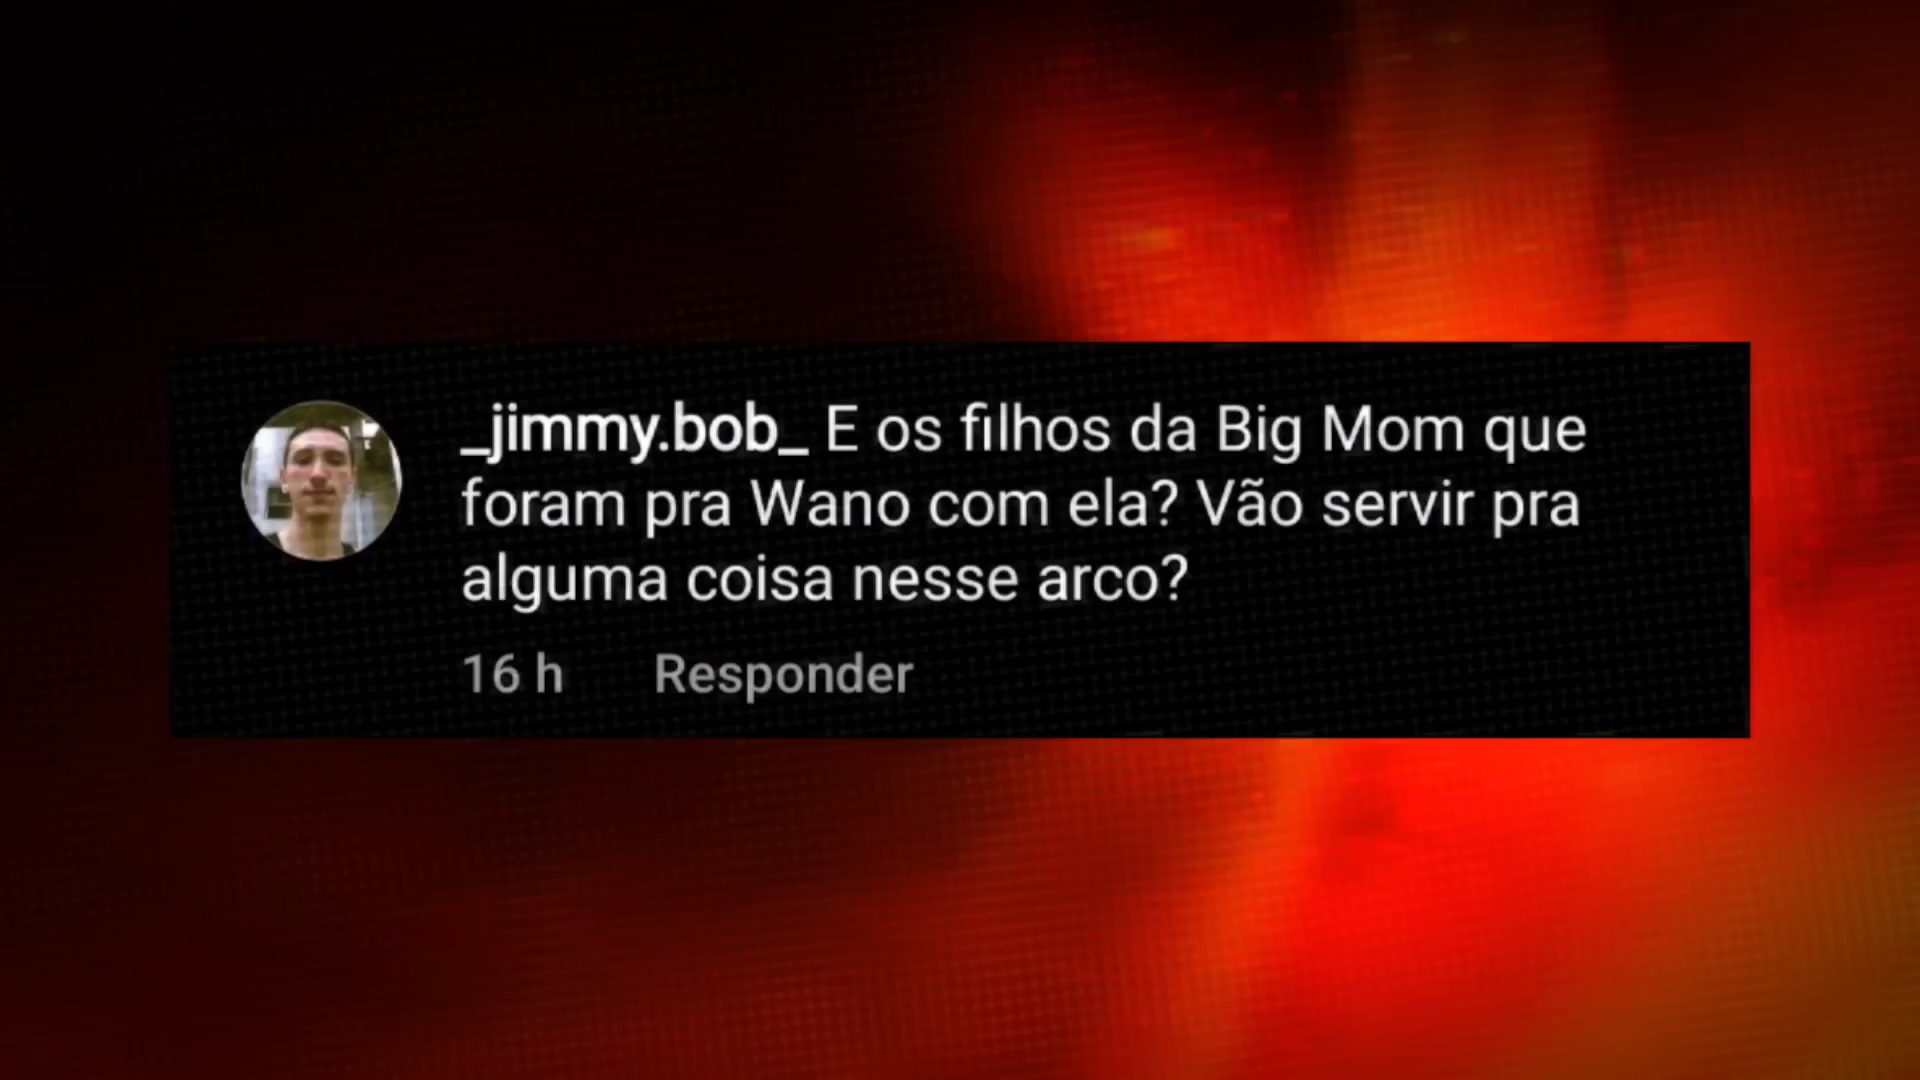 _jimmy.bob_ E os filhos da Big Mom que
foram pra Wano com ela? Vão servir pra
alguma coisa nesse arco?
16 h Responder